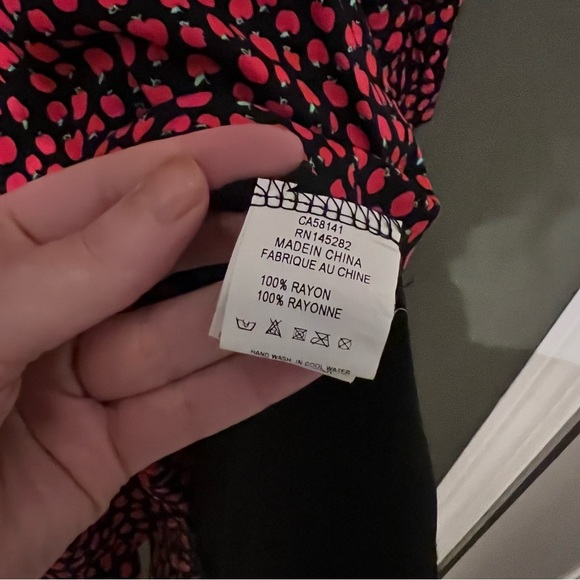 CA58141
RN145282
MADEIN CHINA
FABRIQUE AU CHINE
100% RAYON
100% RAYONNE
HAND WASH IN COOL WATER